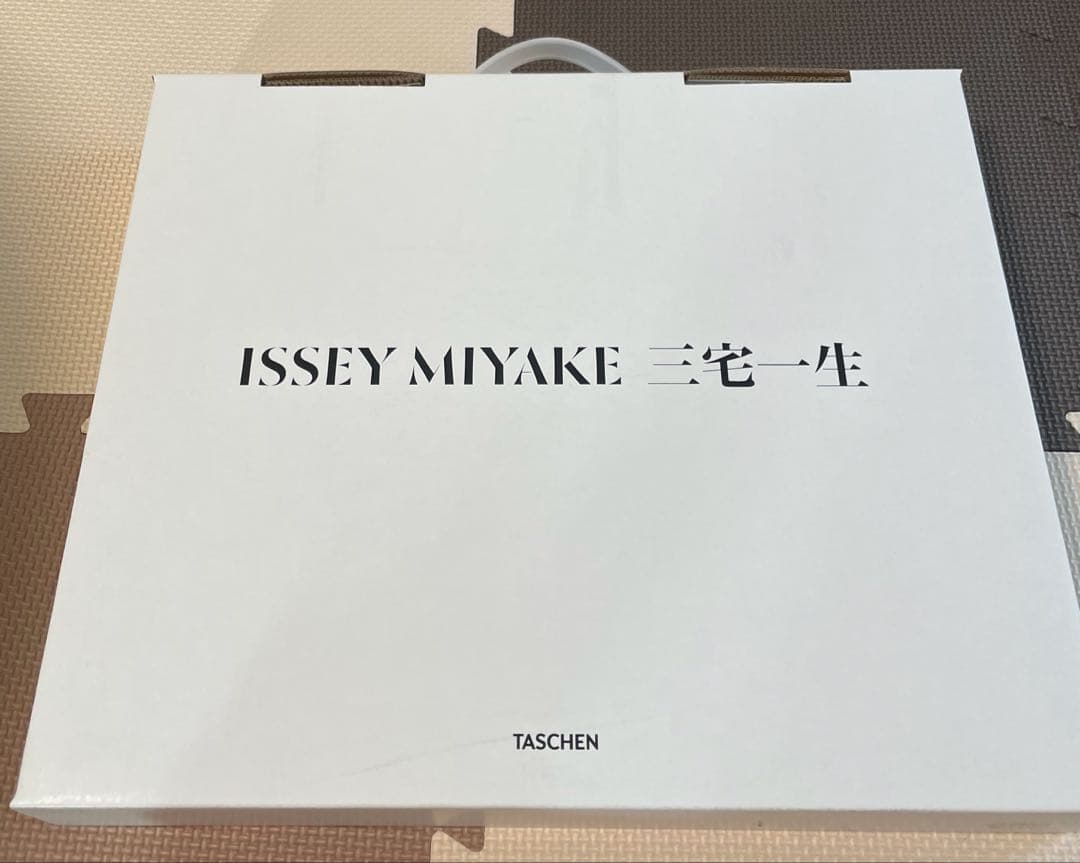 ISSEY MIYAKE 三宅一生
TASCHEN